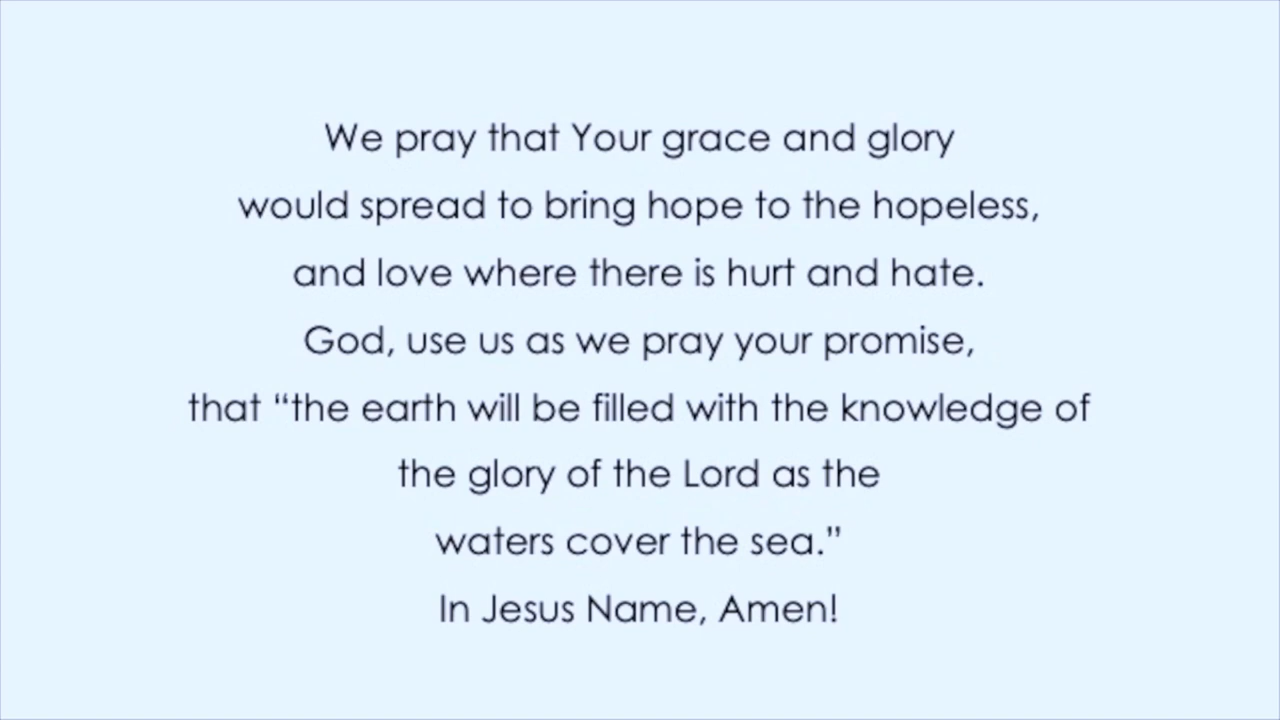 We pray that Your grace and glory
would spread to bring hope to the hopeless,
and love where there is hurt and hate.
God, use us as we pray your promise,
that “the earth will be filled with the knowledge of
the glory of the Lord as the
waters cover the sea.”
In Jesus Name, Amen!